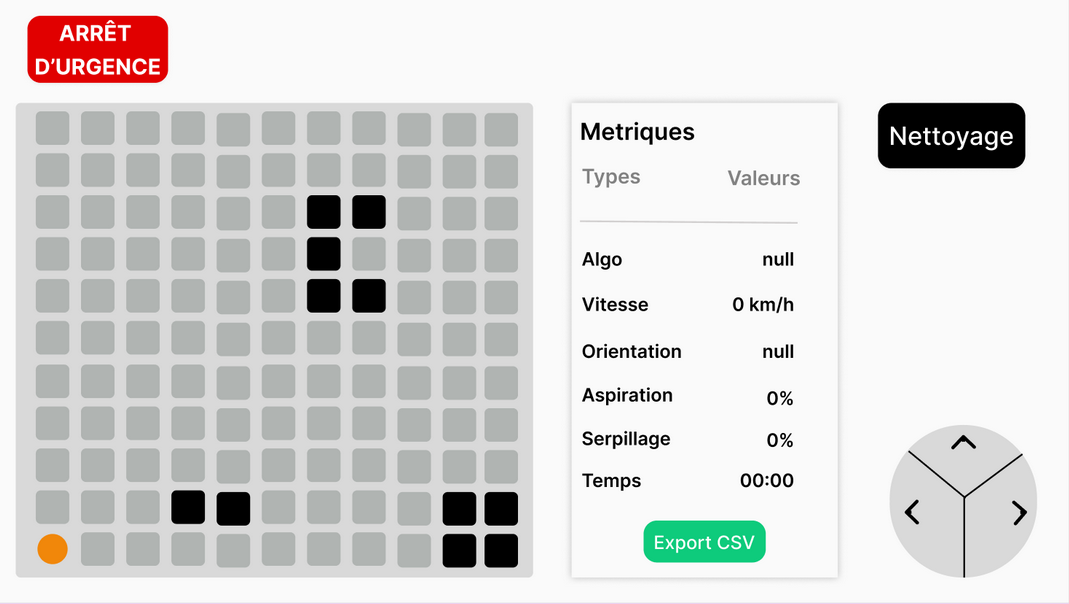 ARRÊT
D’URGENCE
Metriques
Nettoyage
Types Valeurs
Algo null
Vitesse 0 km/h
Orientation null
Aspiration 0%
Serpillage 0%
Temps 00:00
Export CSV